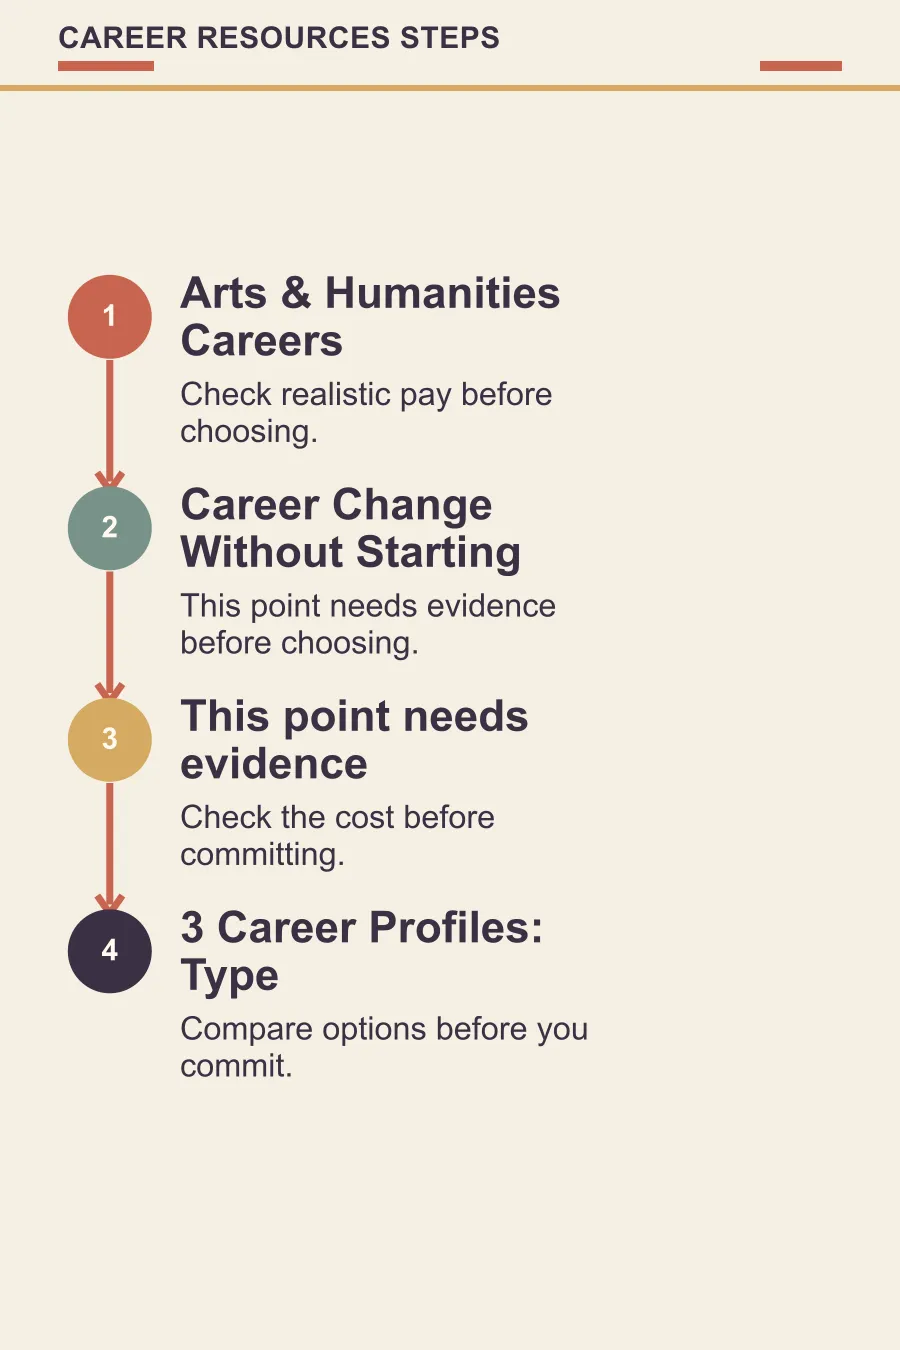 CAREER RESOURCES STEPS
1
Arts & Humanities
Careers
Check realistic pay before
choosing.
2
Career Change
Without Starting
This point needs evidence
before choosing.
3
This point needs
evidence
Check the cost before
committing.
4
3 Career Profiles:
Type
Compare options before you
commit.